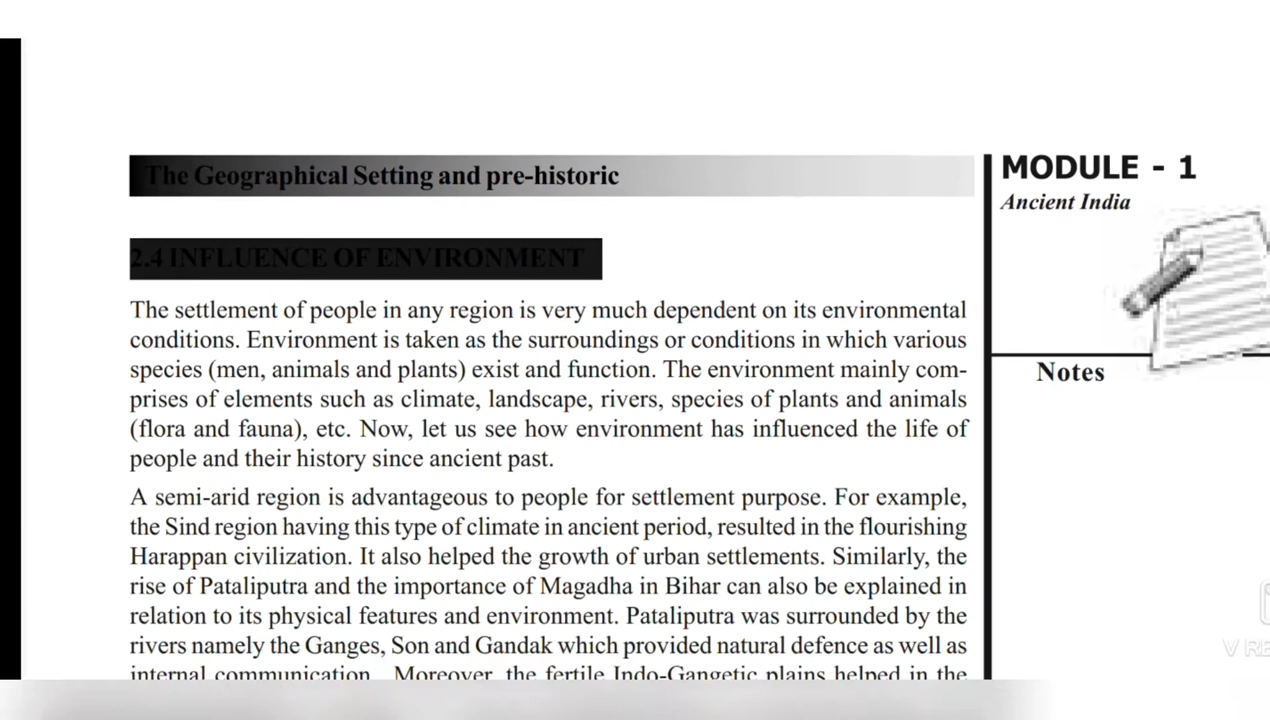 The Geographical Setting and pre-historic
MODULE - 1
Ancient India
Notes
2.4 INFLUENCE OF ENVIRONMENT
The settlement of people in any region is very much dependent on its environmental
conditions. Environment is taken as the surroundings or conditions in which various
species (men, animals and plants) exist and function. The environment mainly com-
prises of elements such as climate, landscape, rivers, species of plants and animals
(flora and fauna), etc. Now, let us see how environment has influenced the life of
people and their history since ancient past.
A semi-arid region is advantageous to people for settlement purpose. For example,
the Sind region having this type of climate in ancient period, resulted in the flourishing
Harappan civilization. It also helped the growth of urban settlements. Similarly, the
rise of Pataliputra and the importance of Magadha in Bihar can also be explained in
relation to its physical features and environment. Pataliputra was surrounded by the
rivers namely the Ganges, Son and Gandak which provided natural defence as well as
internal communication. Moreover, the fertile Indo-Gangetic plains helped in the